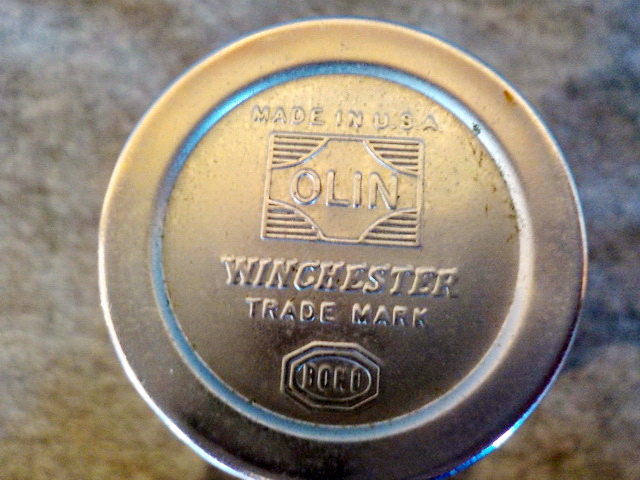 MADE IN U.S.A
OLIN
WINCHESTER
TRADE MARK
BOND